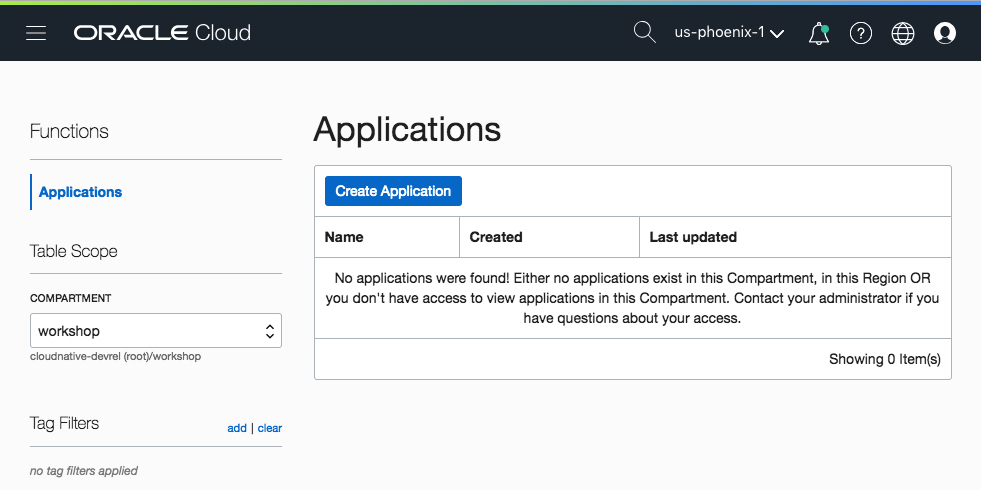 ORACLE Cloud
us-phoenix-1
Functions
Applications
Table Scope
COMPARTMENT
workshop
cloudnative-devrel (root)/workshop
Tag Filters
add | clear
no tag filters applied
Applications
Create Application
Name Created Last updated
No applications were found! Either no applications exist in this Compartment, in this Region OR
you don't have access to view applications in this Compartment. Contact your administrator if you
have questions about your access.
Showing 0 Item(s)